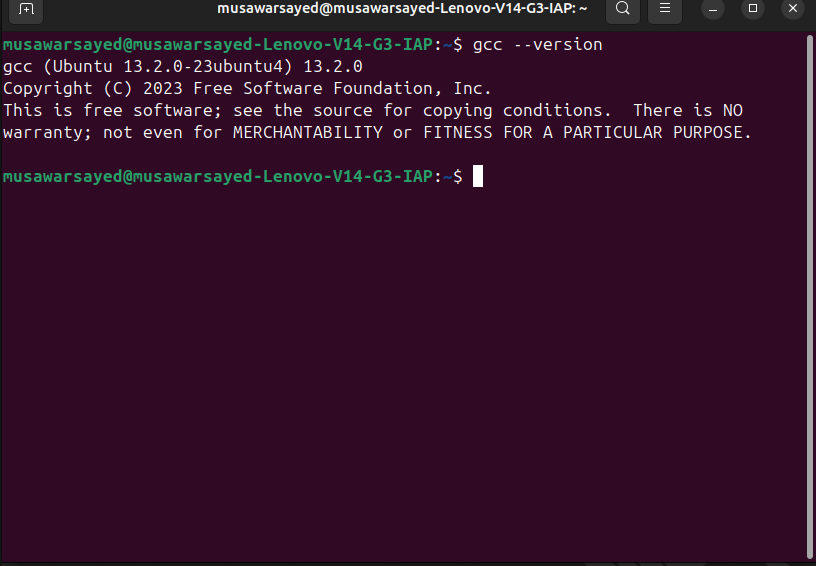 musawarsayed@musawarsayed-Lenovo-V14-G3-IAP: ~
musawarsayed@musawarsayed-Lenovo-V14-G3-IAP:~$ gcc --version
gcc (Ubuntu 13.2.0-23ubuntu4) 13.2.0
Copyright (C) 2023 Free Software Foundation, Inc.
This is free software; see the source for copying conditions.  There is NO
warranty; not even for MERCHANTABILITY or FITNESS FOR A PARTICULAR PURPOSE.
musawarsayed@musawarsayed-Lenovo-V14-G3-IAP:~$